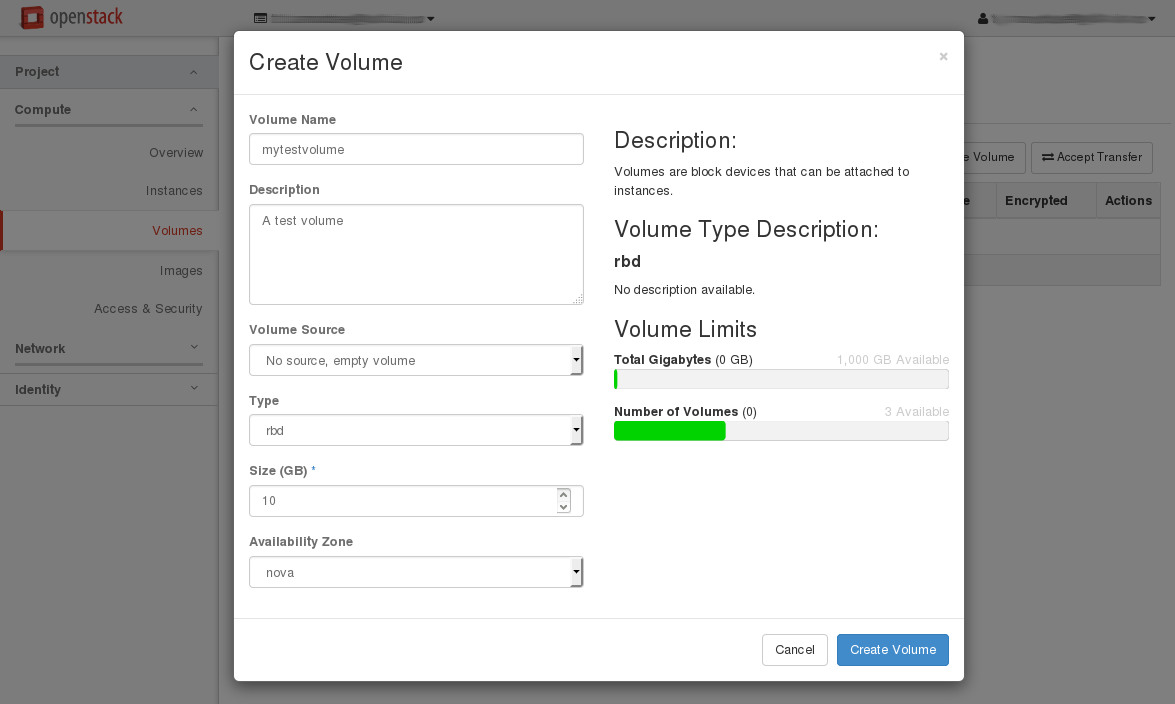 openstack
Project
Compute
Overview
Instances
Volumes
Images
Access & Security
Network
Identity
Create Volume
×
Volume Name
mytestvolume
Description
A test volume
Volume Source
No source, empty volume
Type
rbd
Size (GB) *
10
Availability Zone
nova
Description:
Volumes are block devices that can be attached to
instances.
Volume Type Description:
rbd
No description available.
Volume Limits
Total Gigabytes (0 GB) 1,000 GB Available
Number of Volumes (0) 3 Available
Cancel Create Volume
Volume Accept Transfer
Encrypted Actions